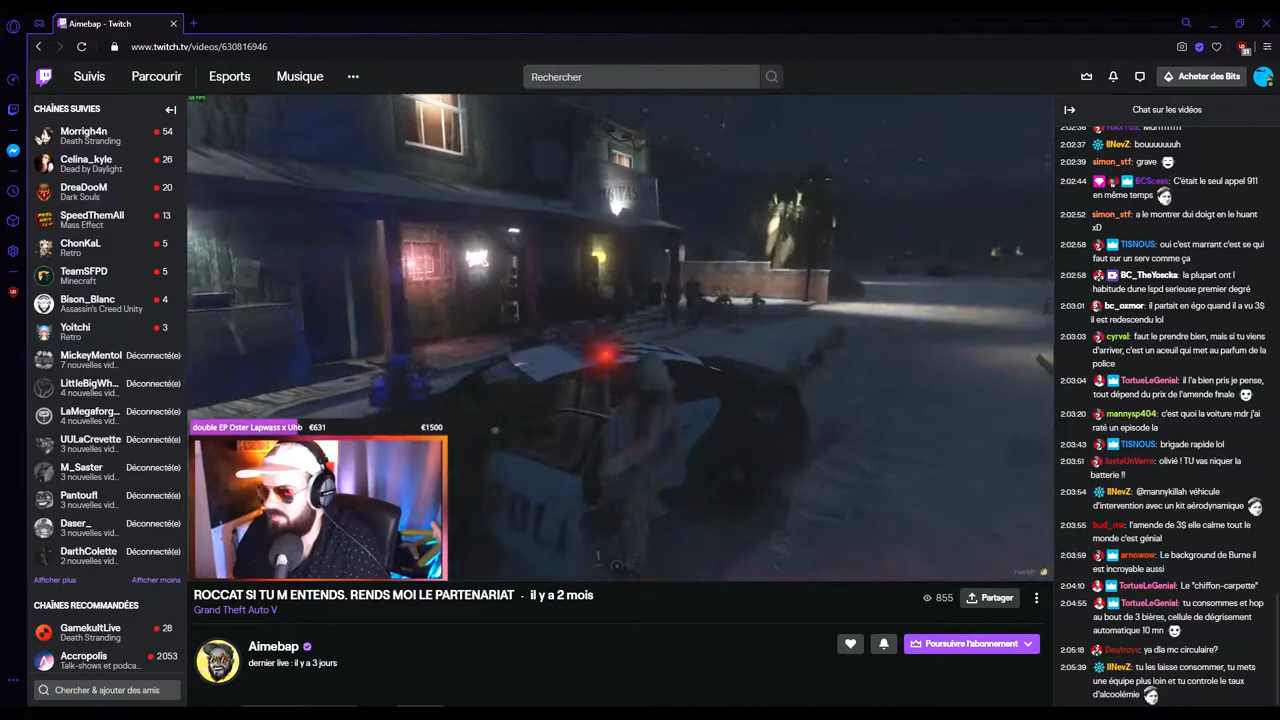 Aimebap - Twitch
www.twitch.tv/videos/630816946
31
Suivis
Parcourir
Esports
Musique
Rechercher
Acheter des Bits
CHAÎNES SUIVIES
Morrigh4n
54
Death Stranding
Celina_kyle
26
Dead by Daylight
DreaDooM
20
Dark Souls
SpeedThemAll
13
Mass Effect
ChonKaL
5
Retro
TeamSFPD
5
Minecraft
Bison_Blanc
4
Assassin's Creed Unity
Yoitchi
3
Retro
MickeyMentol
Déconnecté(e)
7 nouvelles vid...
LittleBigWh...
Déconnecté(e)
4 nouvelles vid...
LaMegaforg...
Déconnecté(e)
4 nouvelles vid...
UULaCrevette
Déconnecté(e)
3 nouvelles vid...
M_Saster
Déconnecté(e)
3 nouvelles vid...
Pantoufl
Déconnecté(e)
3 nouvelles vid...
Daser_
Déconnecté(e)
3 nouvelles vid...
DarthColette
Déconnecté(e)
2 nouvelles vid...
Afficher plus
Afficher moins
CHAÎNES RECOMMANDÉES
GamekultLive
28
Death Stranding
Accropolis
2053
Talk-shows et podca...
Chercher & ajouter des amis
double EP Oster Lapwass x Uhb €631 €1500
ROCCAT SI TU M ENTENDS. RENDS MOI LE PARTENARIAT - il y a 2 mois
Grand Theft Auto V
855
Partager
Aimebap
dernier live : il y a 3 jours
Poursuivre l'abonnement
Chat sur les vidéos
2:02:37 IINevZ: bouuuuuuuh
2:02:39 simon_stf: grave
2:02:44 BCScees: C'était le seul appel 911
en même temps
2:02:52 simon_stf: a le montrer dui doigt en le huant
xD
2:02:58 TISNOUS: oui c'est marrant c'est se qui
faut sur un serv comme ça
2:02:58 BC_TheYoscka: la plupart ont l
habitude dune lspd serieuse premier degré
2:03:01 bc_oxmor: il partait en égo quand il a vu 3$
il est redescendu lol
2:03:01 cyrval: faut le prendre bien, mais si tu viens
d'arriver, c'est un aceuil qui met au parfum de la
police
2:03:04 TortueLeGenial: il l'a bien pris je pense,
tout dépend du prix de l'amende finale
2:03:20 mannysp404: c'est quoi la voiture mdr j'ai
raté un episode la
2:03:43 TISNOUS: brigade rapide lol
2:03:51 JusteUnVerre: olivié ! TU vas niquer la
batterie !!
2:03:54 IINevZ: @mannykillah véhicule
d'intervention avec un kit aérodynamique
2:03:55 bud_mx: l'amende de 3$ elle calme tout le
monde c'est génial
2:03:59 arnowow: Le background de Burne il
est incroyable aussi
2:04:10 TortueLeGenial: Le "chiffon-carpette"
2:04:55 TortueLeGenial: tu consommes et hop
au bout de 3 bières, cellule de dégrisement
automatique 10 mn
2:05:18 Deutroys: ya dla mc circulaire?
2:05:39 IINevZ: tu les laisse consommer, tu mets
une équipe plus loin et tu controle le taux
d'alcoolémie